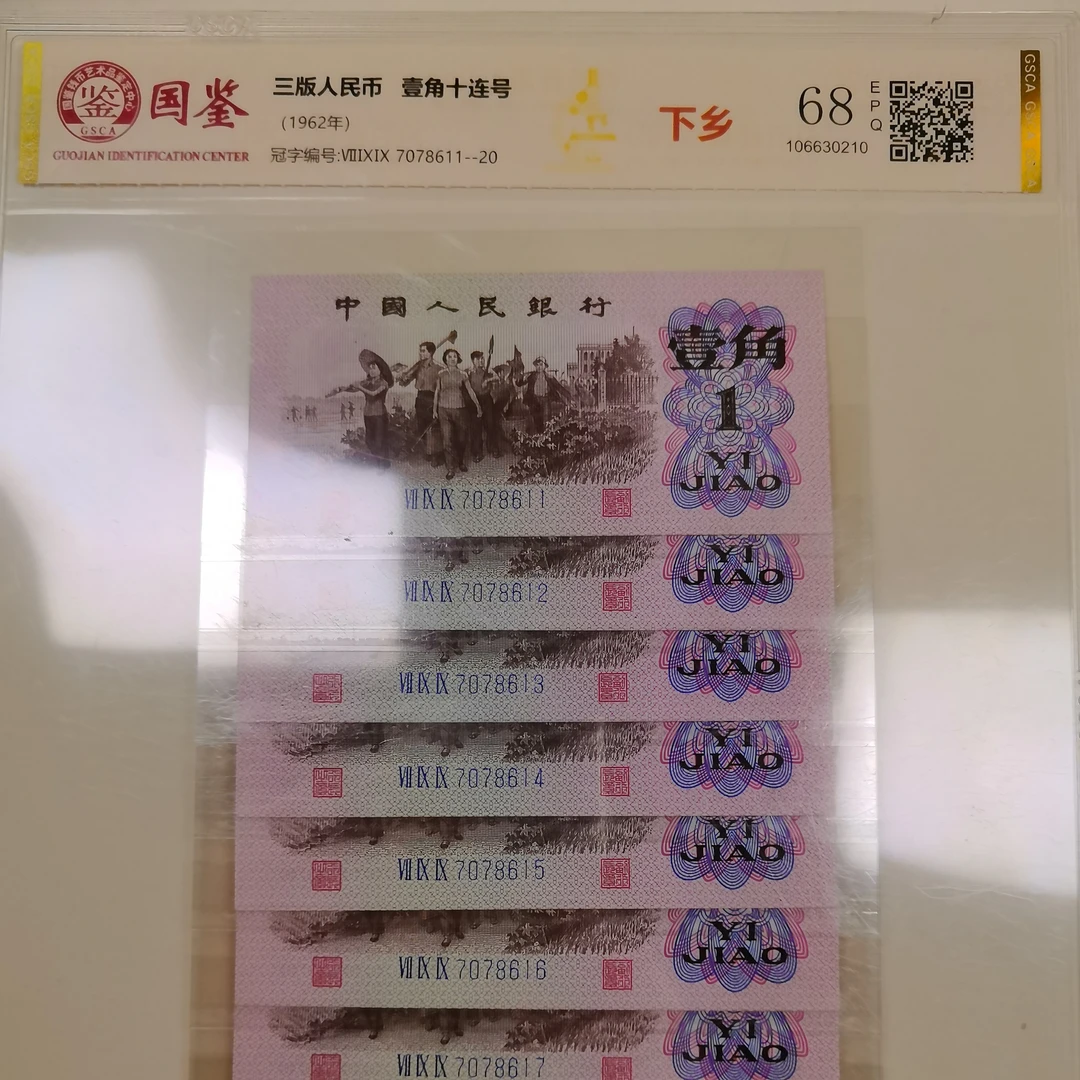 国鉴
GSCA
GUOJIAN IDENTIFICATION CENTER
三版人民币 壹角十连号
(1962年)
冠字编号:ⅧⅠⅩⅠⅩ 7078611--20
下乡
68
EPQ
106630210
GSCA
中國人民銀行
壹角
1
YI
JIAO
ⅦⅨⅨ 7078611
YI
JIAO
ⅦⅨⅨ 7078612
YI
JIAO
ⅦⅨⅨ 7078613
YI
JIAO
ⅦⅨⅨ 7078614
YI
JIAO
ⅦⅨⅨ 7078615
YI
JIAO
ⅦⅨⅨ 7078616
YI
JIAO
ⅦⅨⅨ 7078617